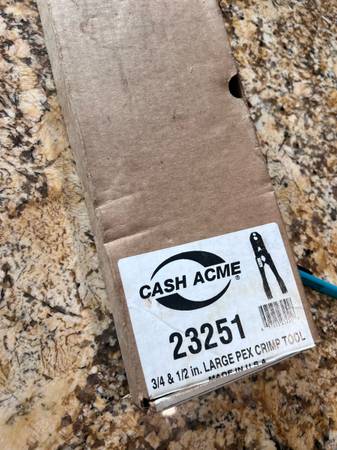 CASH ACME®
23251
3/4 & 1/2 in. LARGE PEX CRIMP TOOL
MADE IN U.S.A.